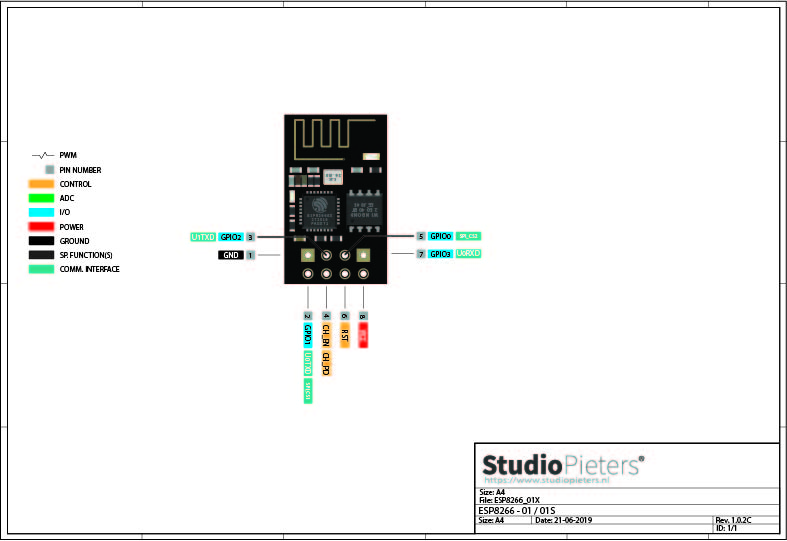 PWM
PIN NUMBER
CONTROL
ADC
I/O
POWER
GROUND
SP. FUNCTION(S)
COMM. INTERFACE
U1TXD GPIO2 3
GND 1
5 GPIO0 SPI_CS2
7 GPIO3 U0RXD
2 GPIO1 U0TXD
4 CH_EN CH_PD
6 RST
8
StudioPieters®
https://www.studiopieters.nl
Size: A4
File: ESP8266_01X
ESP8266 - 01 / 01S
Size: A4 Date: 21-06-2019 Rev. 1.0.2C
ID: 1/1